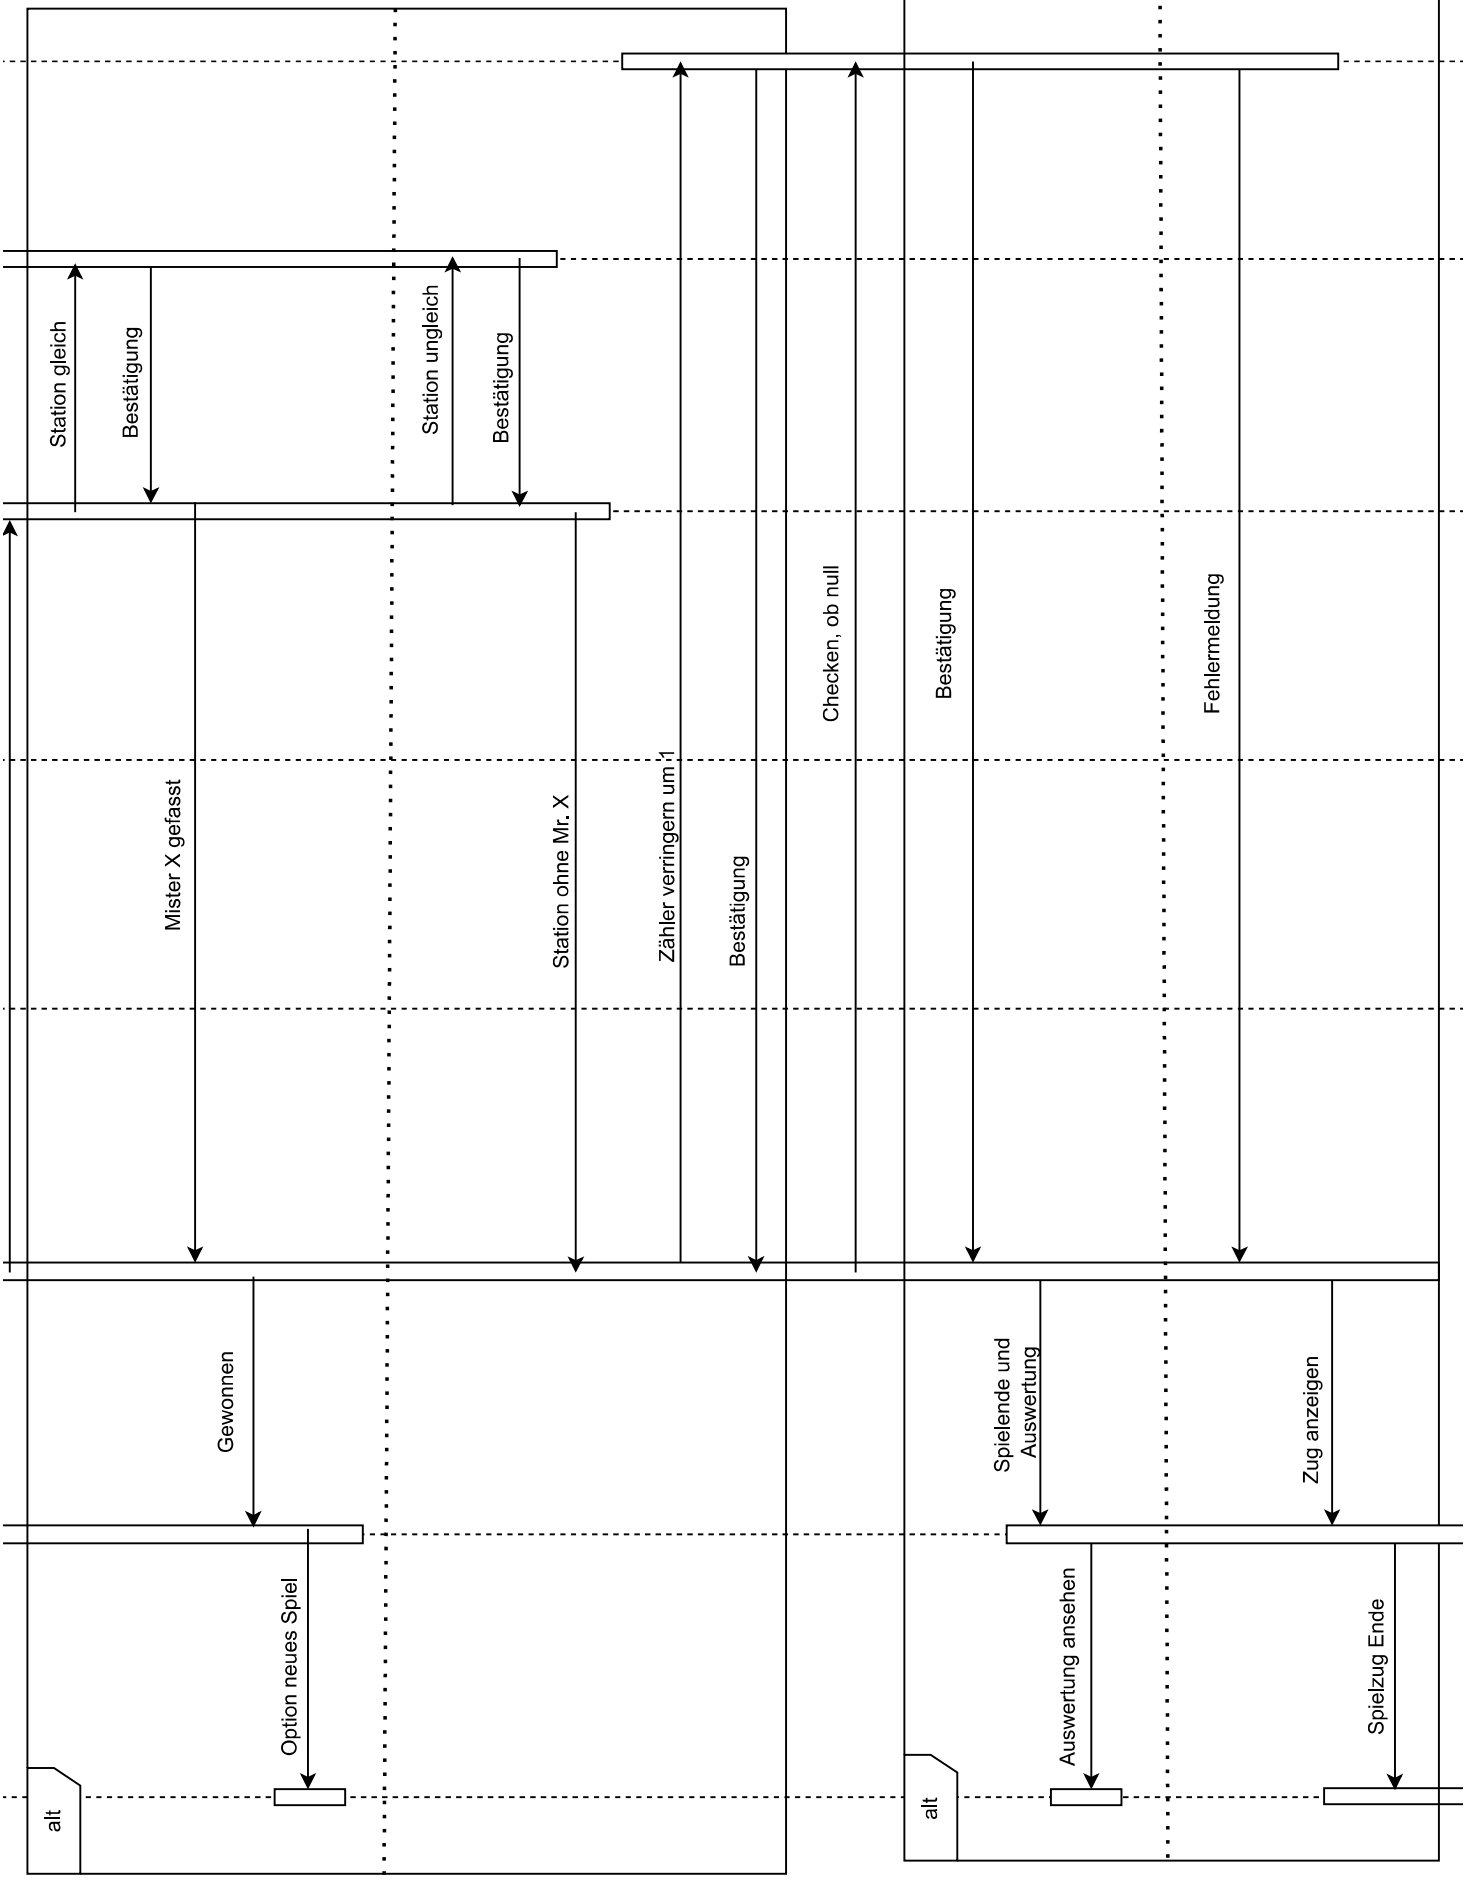 Station gleich
Bestätigung
Mister X gefasst
Gewonnen
Option neues Spiel
alt
Station ungleich
Bestätigung
Station ohne Mr. X
Zähler verringern um 1
Bestätigung
Checken, ob null
Bestätigung
Spielende und
Auswertung
Auswertung ansehen
alt
Fehlermeldung
Zug anzeigen
Spielzug Ende